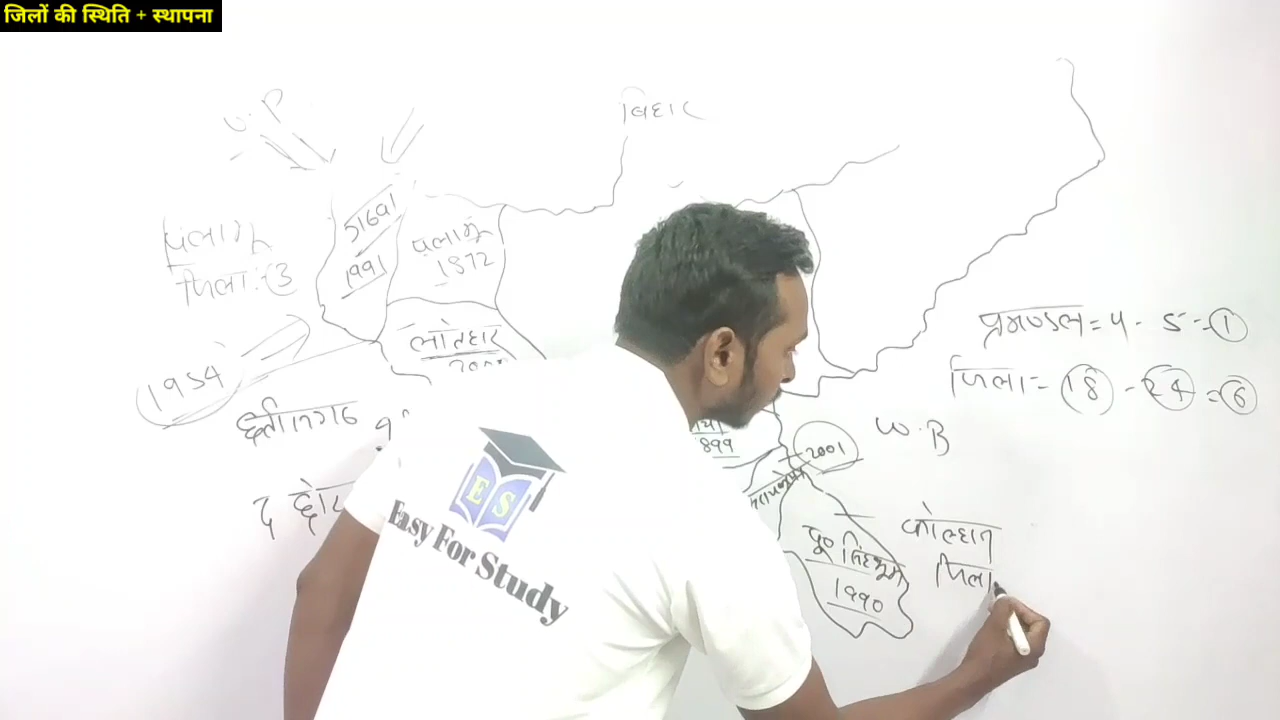 जिलों की स्थिति + स्थापना
बिहार
U.P
गढ़वा
1991
पलामू
1892
पलामू
जिला:-3
लातेहार
1954
छत्तीसगढ़
प्रमण्डल = 4 - 5 = 1
जिला = 18 - 24 = 6
W.B
2001
1899
पू० सिंहभूम
1990
कोल्हान
जिला
ES
Easy For Study